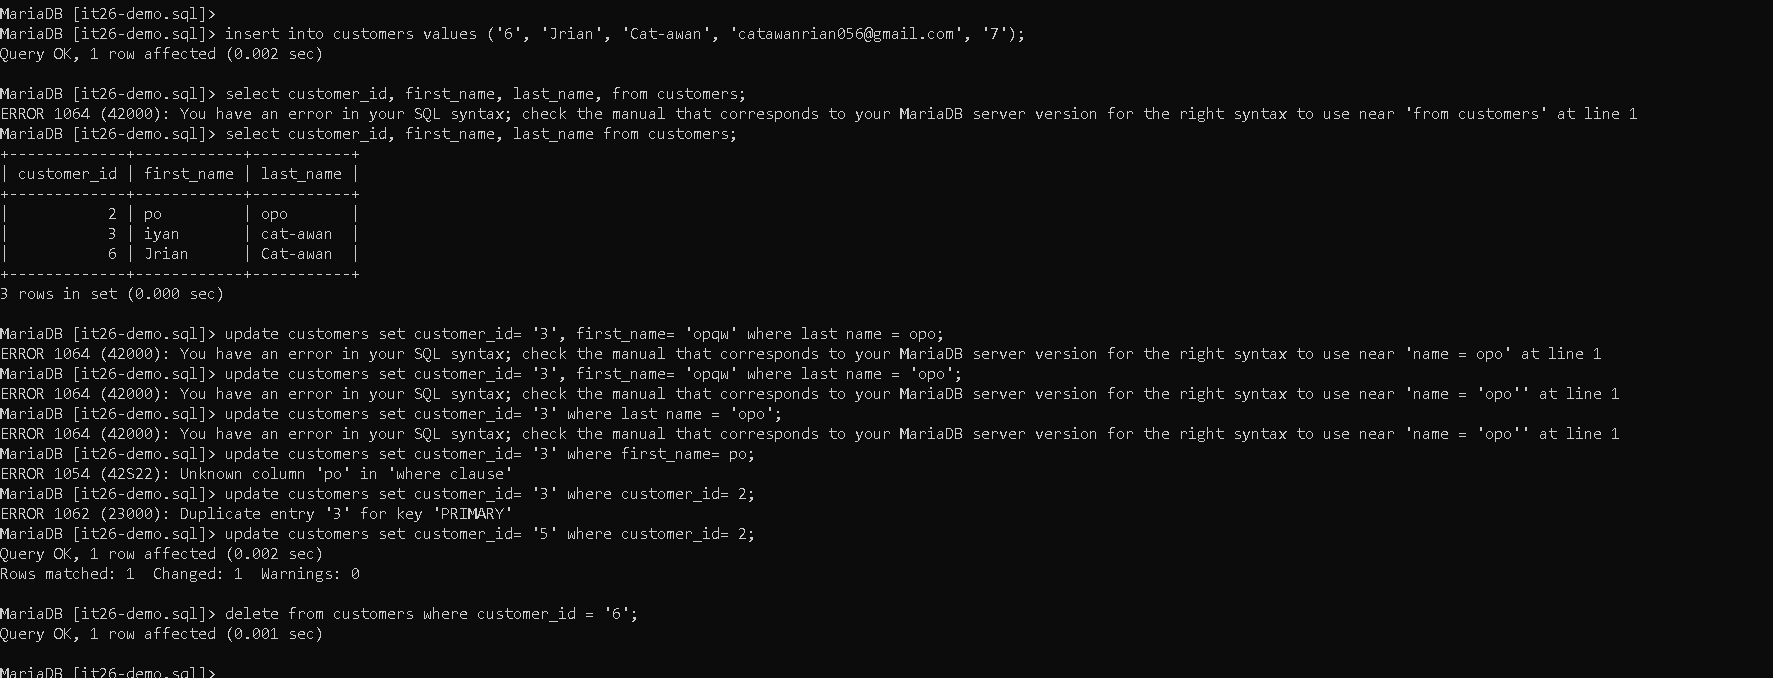 MariaDB [it26-demo.sql]>
MariaDB [it26-demo.sql]> insert into customers values ('6', 'Jrian', 'Cat-awan', 'catawanrian056@gmail.com', '7');
Query OK, 1 row affected (0.002 sec)
MariaDB [it26-demo.sql]> select customer_id, first_name, last_name, from customers;
ERROR 1064 (42000): You have an error in your SQL syntax; check the manual that corresponds to your MariaDB server version for the right syntax to use near 'from customers' at line 1
MariaDB [it26-demo.sql]> select customer_id, first_name, last_name from customers;
+-------------+------------+-----------+
| customer_id | first_name | last_name |
+-------------+------------+-----------+
|           2 | po         | opo       |
|           3 | iyan       | cat-awan  |
|           6 | Jrian      | Cat-awan  |
+-------------+------------+-----------+
3 rows in set (0.000 sec)
MariaDB [it26-demo.sql]> update customers set customer_id= '3', first_name= 'opqw' where last name = opo;
ERROR 1064 (42000): You have an error in your SQL syntax; check the manual that corresponds to your MariaDB server version for the right syntax to use near 'name = opo' at line 1
MariaDB [it26-demo.sql]> update customers set customer_id= '3', first_name= 'opqw' where last name = 'opo';
ERROR 1064 (42000): You have an error in your SQL syntax; check the manual that corresponds to your MariaDB server version for the right syntax to use near 'name = 'opo'' at line 1
MariaDB [it26-demo.sql]> update customers set customer_id= '3' where last name = 'opo';
ERROR 1064 (42000): You have an error in your SQL syntax; check the manual that corresponds to your MariaDB server version for the right syntax to use near 'name = 'opo'' at line 1
MariaDB [it26-demo.sql]> update customers set customer_id= '3' where first_name= po;
ERROR 1054 (42S22): Unknown column 'po' in 'where clause'
MariaDB [it26-demo.sql]> update customers set customer_id= '3' where customer_id= 2;
ERROR 1062 (23000): Duplicate entry '3' for key 'PRIMARY'
MariaDB [it26-demo.sql]> update customers set customer_id= '5' where customer_id= 2;
Query OK, 1 row affected (0.002 sec)
Rows matched: 1  Changed: 1  Warnings: 0
MariaDB [it26-demo.sql]> delete from customers where customer_id = '6';
Query OK, 1 row affected (0.001 sec)
MariaDB [it26-demo.sql]>